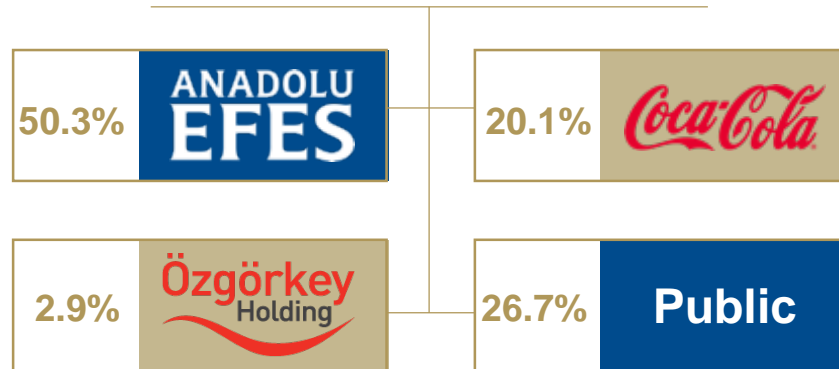 50.3%
ANADOLU
EFES
20.1%
Coca-Cola
2.9%
Özgörkey
Holding
26.7%
Public